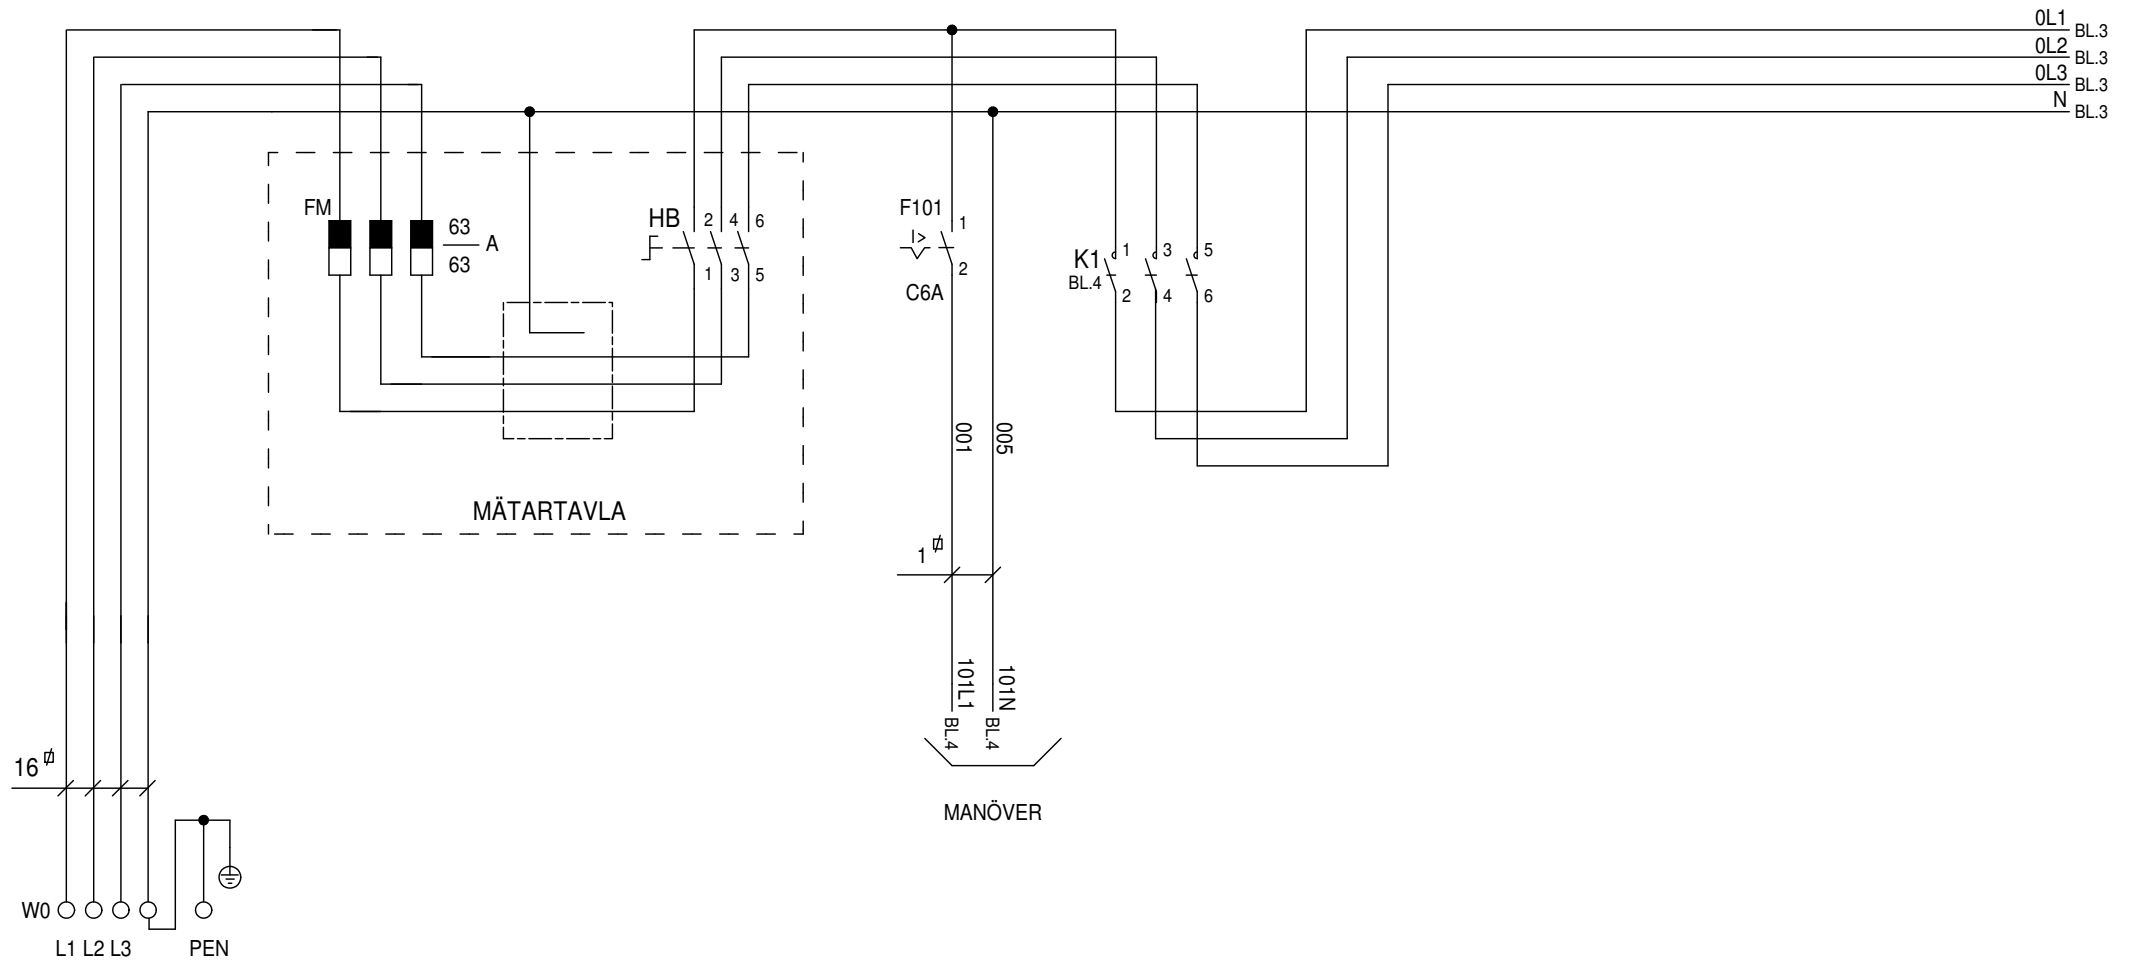 0L1 BL.3
0L2 BL.3
0L3 BL.3
N BL.3
FM
63 A
63
HB 2 4 6
1 3 5
F101 1
I>
2
C6A
K1 1 3 5
BL.4 2 4 6
001 005
MÄTARTAVLA
1
101L1 101N
BL.4 BL.4
16
MANÖVER
W0
L1 L2 L3 PEN